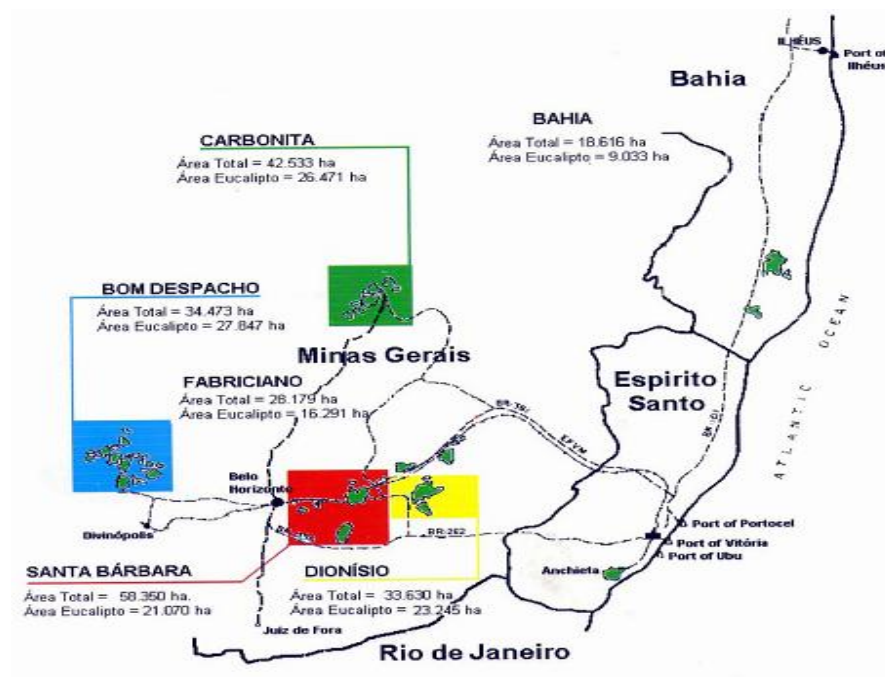 ILHÉUS
Port of
Ilhéus
Bahia
BAHIA
Área Total = 18.616 ha
Área Eucalipto = 9.033 ha
CARBONITA
Área Total = 42.533 ha
Área Eucalipto = 26.471 ha
BOM DESPACHO
Área Total = 34.473 ha
Área Eucalipto = 27.847 ha
Minas Gerais
FABRICIANO
Área Total = 28.179 ha
Área Eucalipto = 16.291 ha
Espirito
Santo
ATLANTIC OCEAN
EFVM
Belo
Horizonte
Divinópolis
BR-262
Port of Portocel
Port of Vitória
Port of Ubu
Anchieta
SANTA BÁRBARA
Área Total = 58.350 ha.
Área Eucalipto = 21.070 ha
DIONÍSIO
Área Total = 33.630 ha
Área Eucalipto = 23.245 ha
Juiz de Fora
Rio de Janeiro